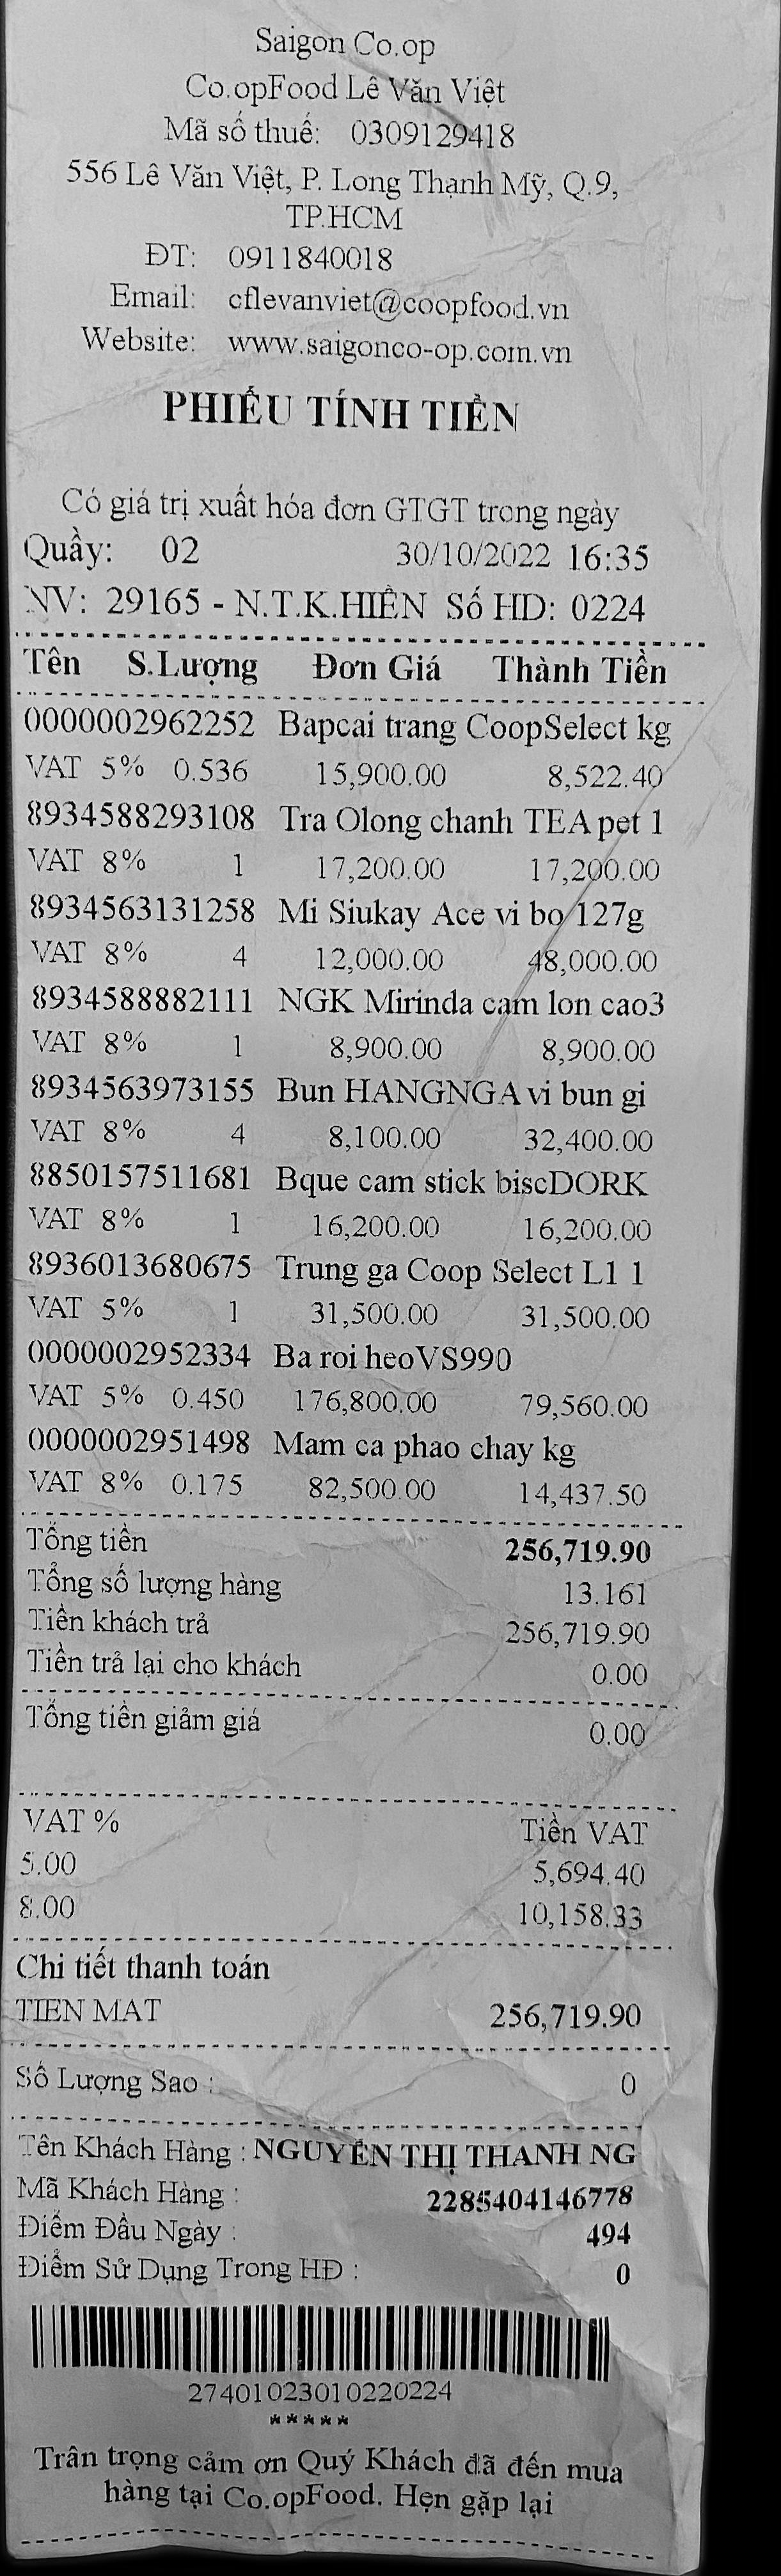 Saigon Co.op
Co.opFood Lê Văn Việt
Mã số thuế: 0309129418
556 Lê Văn Việt, P. Long Thạnh Mỹ, Q.9,
TP.HCM
ĐT: 0911840018
Email: cflevanviet@coopfood.vn
Website: www.saigonco-op.com.vn
PHIẾU TÍNH TIỀN
Có giá trị xuất hóa đơn GTGT trong ngày
Quầy: 02 30/10/2022 16:35
NV: 29165 - N.T.K.HIỀN Số HD: 0224
Tên S.Lượng Đơn Giá Thành Tiền
0000002962252 Bapcai trang CoopSelect kg
VAT 5% 0.536 15,900.00 8,522.40
8934588293108 Tra Olong chanh TEA pet 1
VAT 8% 1 17,200.00 17,200.00
8934563131258 Mi Siukay Ace vi bo 127g
VAT 8% 4 12,000.00 48,000.00
8934588882111 NGK Mirinda cam lon cao3
VAT 8% 1 8,900.00 8,900.00
8934563973155 Bun HANGNGA vi bun gi
VAT 8% 4 8,100.00 32,400.00
8850157511681 Bque cam stick biscDORK
VAT 8% 1 16,200.00 16,200.00
8936013680675 Trung ga Coop Select L1 1
VAT 5% 1 31,500.00 31,500.00
0000002952334 Ba roi heoVS990
VAT 5% 0.450 176,800.00 79,560.00
0000002951498 Mam ca phao chay kg
VAT 8% 0.175 82,500.00 14,437.50
Tổng tiền 256,719.90
Tổng số lượng hàng 13.161
Tiền khách trả 256,719.90
Tiền trả lại cho khách 0.00
Tổng tiền giảm giá 0.00
VAT % Tiền VAT
5.00 5,694.40
8.00 10,158.33
Chi tiết thanh toán
TIEN MAT 256,719.90
Số Lượng Sao : 0
Tên Khách Hàng : NGUYỄN THỊ THANH NG
Mã Khách Hàng : 2285404146778
Điểm Đầu Ngày : 494
Điểm Sử Dụng Trong HĐ : 0
27401023010220224
*****
Trân trọng cảm ơn Quý Khách đã đến mua
hàng tại Co.opFood. Hẹn gặp lại